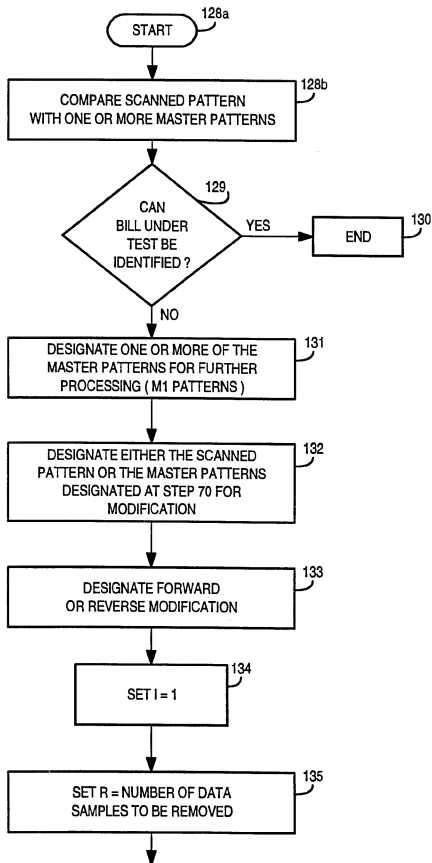 128a
START
128b
COMPARE SCANNED PATTERN
WITH ONE OR MORE MASTER PATTERNS
129
CAN
BILL UNDER
TEST BE
IDENTIFIED ?
YES
130
END
NO
131
DESIGNATE ONE OR MORE OF THE
MASTER PATTERNS FOR FURTHER
PROCESSING ( M1 PATTERNS )
132
DESIGNATE EITHER THE SCANNED
PATTERN OR THE MASTER PATTERNS
DESIGNATED AT STEP 70 FOR
MODIFICATION
133
DESIGNATE FORWARD
OR REVERSE MODIFICATION
134
SET I = 1
135
SET R = NUMBER OF DATA
SAMPLES TO BE REMOVED